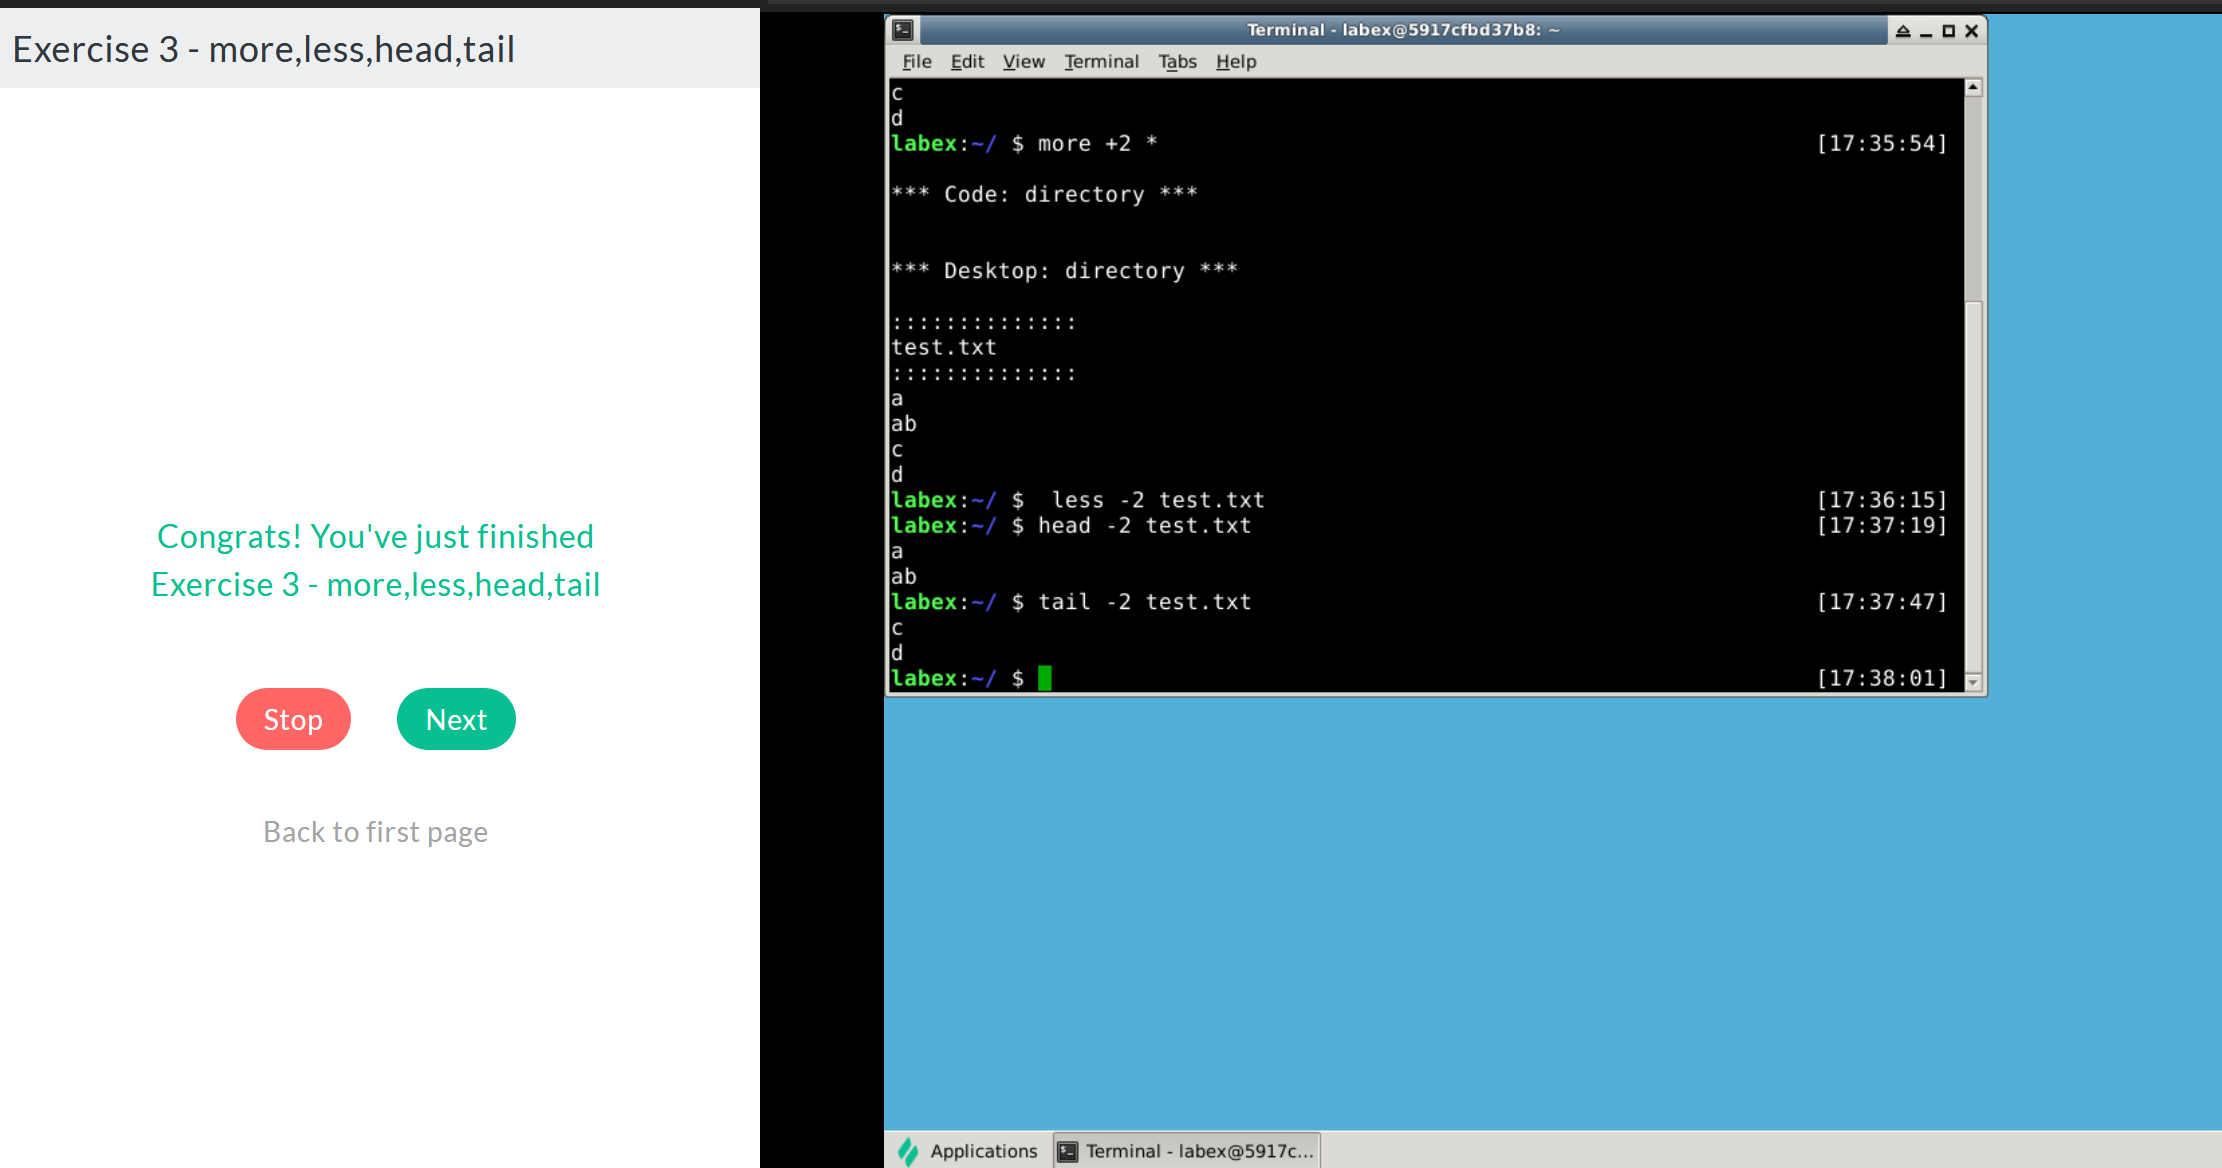 Exercise 3 - more,less,head,tail
Congrats! You've just finished
Exercise 3 - more,less,head,tail
Stop
Next
Back to first page
Terminal - labex@5917cfbd37b8: ~
File Edit View Terminal Tabs Help
c
d
labex:~/ $ more +2 * [17:35:54]
*** Code: directory ***
*** Desktop: directory ***
::::::::::::::
test.txt
::::::::::::::
a
ab
c
d
labex:~/ $  less -2 test.txt [17:36:15]
labex:~/ $ head -2 test.txt [17:37:19]
a
ab
labex:~/ $ tail -2 test.txt [17:37:47]
c
d
labex:~/ $ [17:38:01]
Applications
Terminal - labex@5917c...